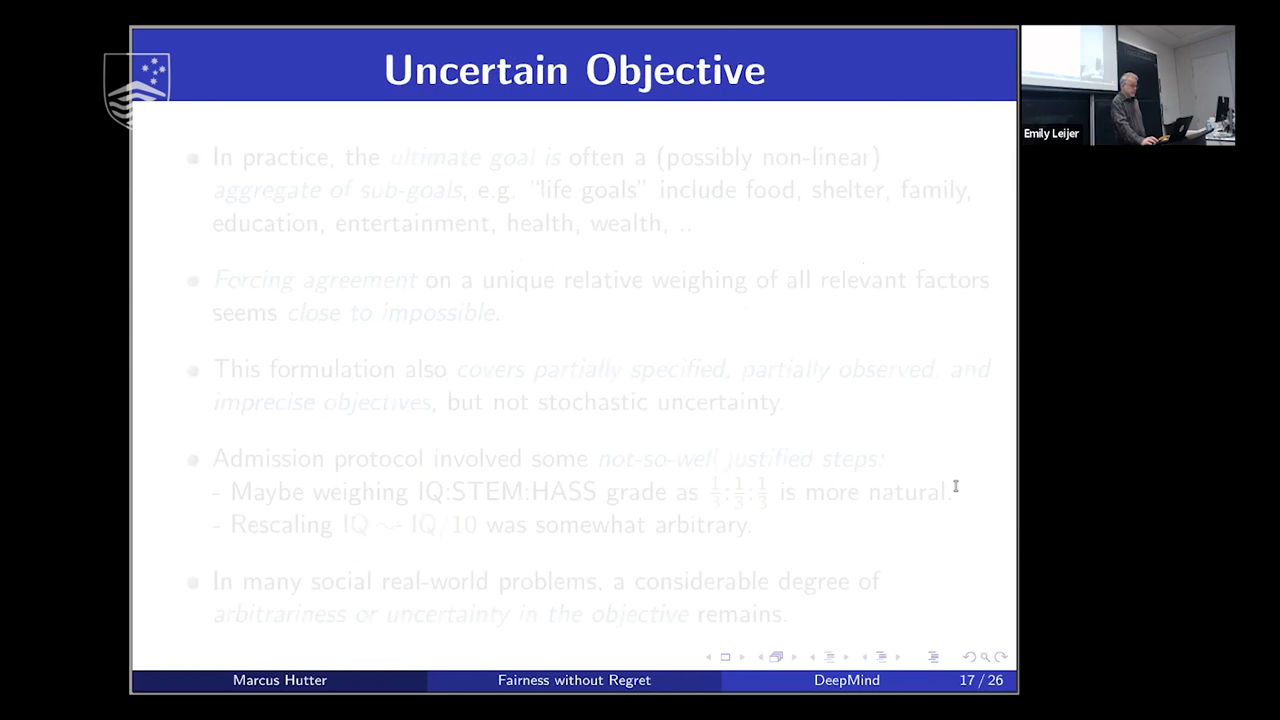 Uncertain Objective
Emily Leijer
In practice, the ultimate goal is often a (possibly non-linear)
aggregate of sub-goals, e.g. "life goals" include food, shelter, family,
education, entertainment, health, wealth, ..
Forcing agreement on a unique relative weighing of all relevant factors
seems close to impossible.
This formulation also covers partially specified, partially observed, and
imprecise objectives, but not stochastic uncertainty.
Admission protocol involved some not-so-well justified steps:
- Maybe weighing IQ:STEM:HASS grade as 1/3:1/3:1/3 is more natural.
- Rescaling IQ ⤳ IQ/10 was somewhat arbitrary.
In many social real-world problems, a considerable degree of
arbitrariness or uncertainty in the objective remains.
Marcus Hutter Fairness without Regret DeepMind 17 / 26